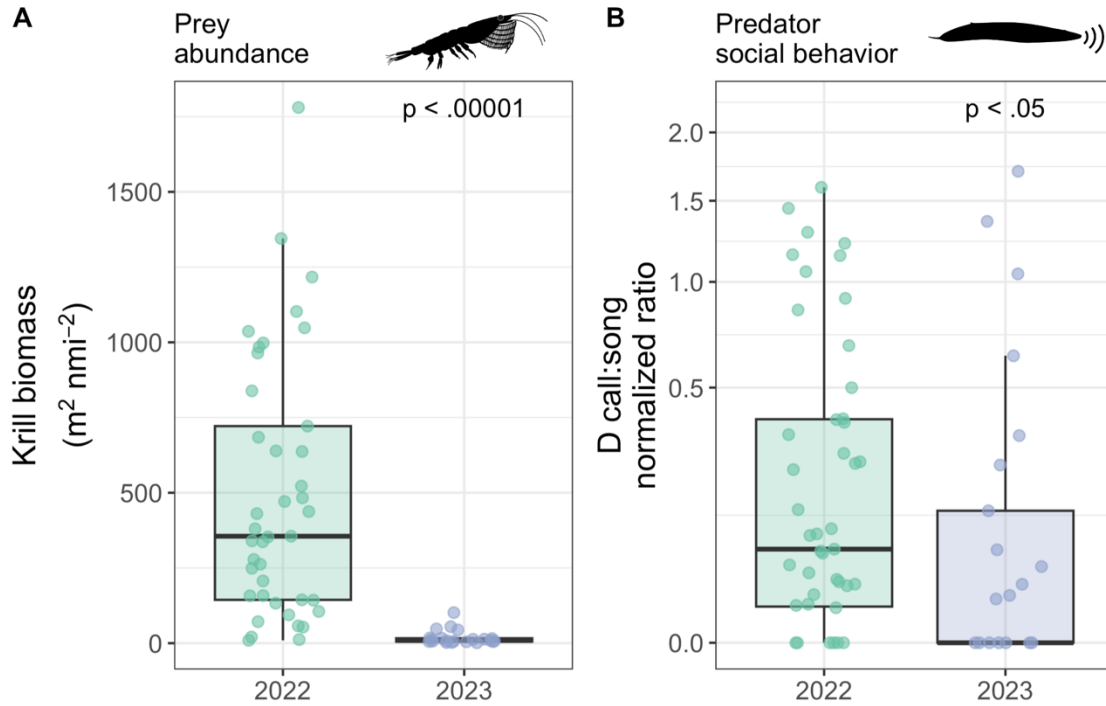 A
Prey
abundance
p < .00001
Krill biomass
(m² nmi⁻²)
1500
1000
500
0
2022
2023
B
Predator
social behavior
p < .05
D call:song
normalized ratio
2.0
1.5
1.0
0.5
0.0
2022
2023